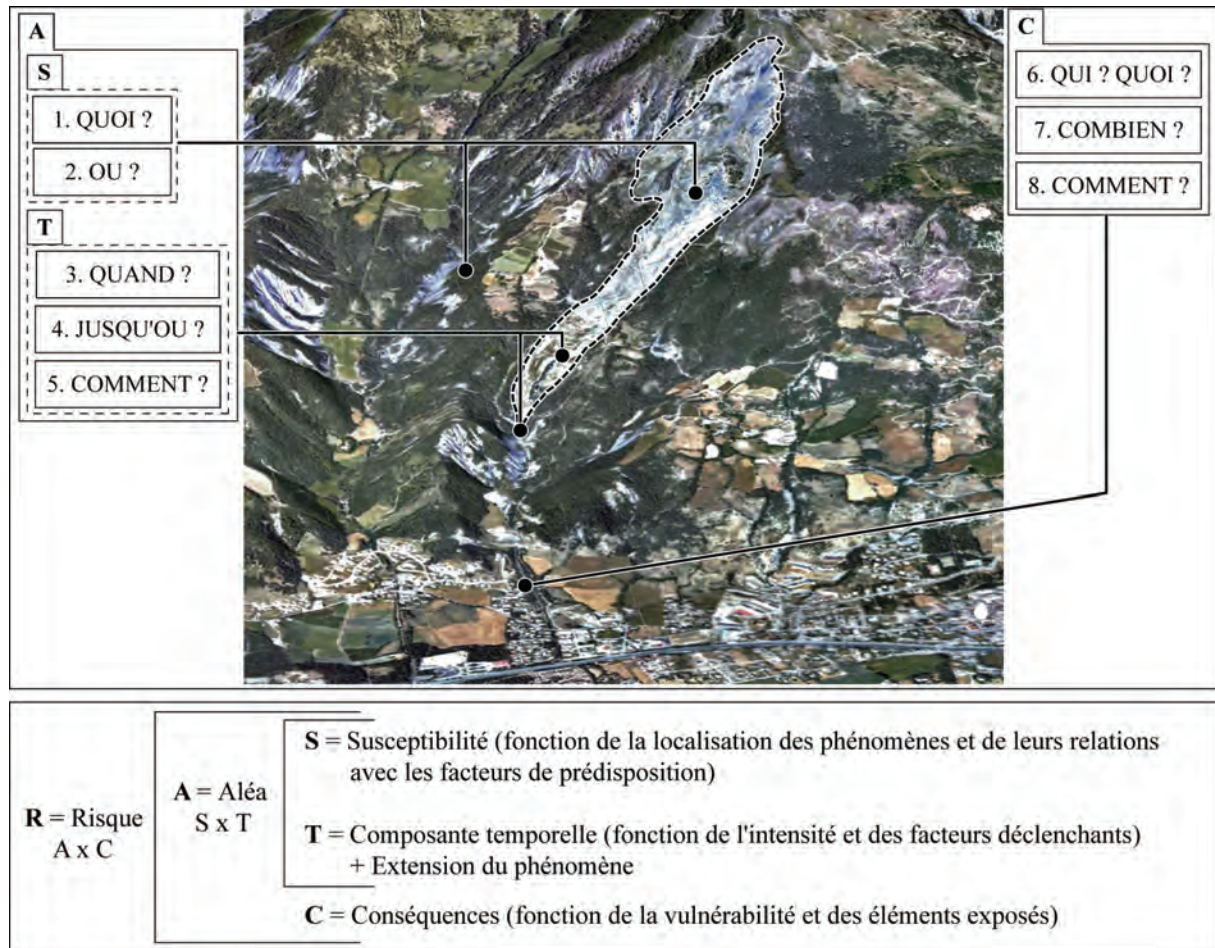 A
S
1. QUOI ?
2. OU ?
T
3. QUAND ?
4. JUSQU'OU ?
5. COMMENT ?
C
6. QUI ? QUOI ?
7. COMBIEN ?
8. COMMENT ?
R = Risque
A x C
A = Aléa
S x T
S = Susceptibilité (fonction de la localisation des phénomènes et de leurs relations
avec les facteurs de prédisposition)
T = Composante temporelle (fonction de l'intensité et des facteurs déclenchants)
+ Extension du phénomène
C = Conséquences (fonction de la vulnérabilité et des éléments exposés)